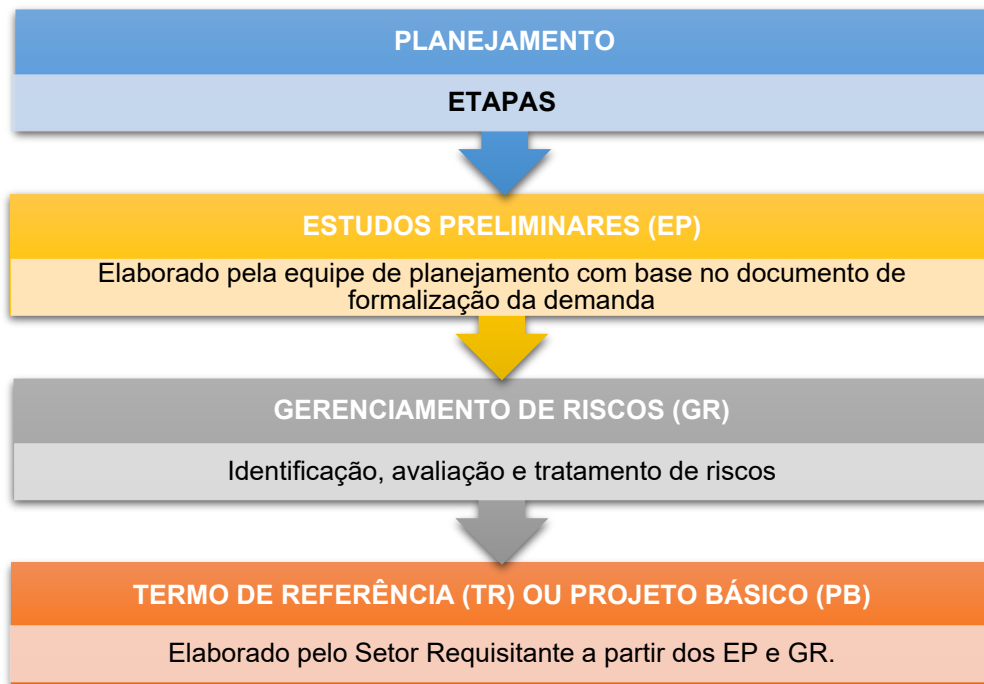 PLANEJAMENTO
ETAPAS
ESTUDOS PRELIMINARES (EP)
Elaborado pela equipe de planejamento com base no documento de
formalização da demanda
GERENCIAMENTO DE RISCOS (GR)
Identificação, avaliação e tratamento de riscos
TERMO DE REFERÊNCIA (TR) OU PROJETO BÁSICO (PB)
Elaborado pelo Setor Requisitante a partir dos EP e GR.